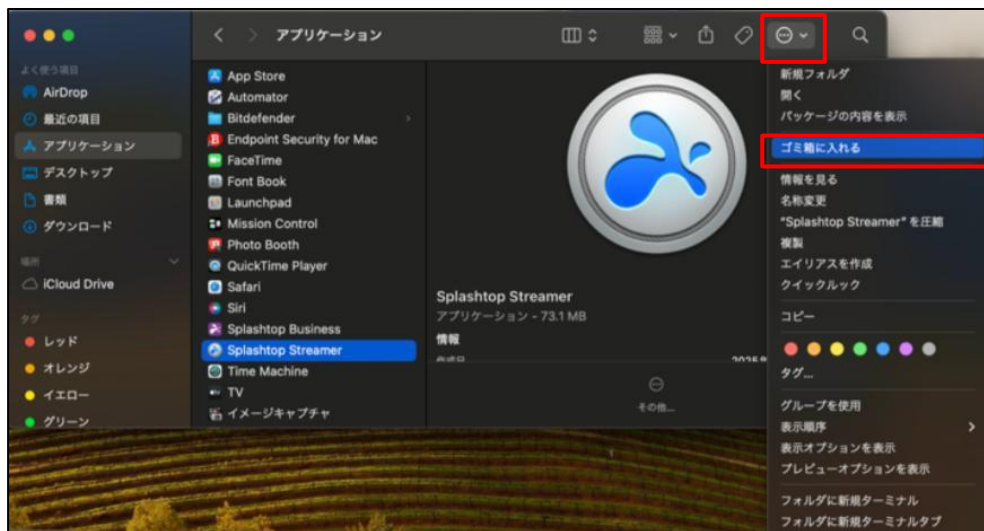 アプリケーション
よく使う項目
AirDrop
最近の項目
アプリケーション
デスクトップ
書類
ダウンロード
場所
iCloud Drive
タグ
レッド
オレンジ
イエロー
グリーン
App Store
Automator
Bitdefender
Endpoint Security for Mac
FaceTime
Font Book
Launchpad
Mission Control
Photo Booth
QuickTime Player
Safari
Siri
Splashtop Business
Splashtop Streamer
Time Machine
TV
イメージキャプチャ
Splashtop Streamer
アプリケーション - 73.1 MB
情報
その他...
新規フォルダ
開く
パッケージの内容を表示
ゴミ箱に入れる
情報を見る
名称変更
"Splashtop Streamer" を圧縮
複製
エイリアスを作成
クイックルック
コピー
タグ...
グループを使用
表示順序
表示オプションを表示
プレビューオプションを表示
フォルダに新規ターミナル
フォルダに新規ターミナルタブ